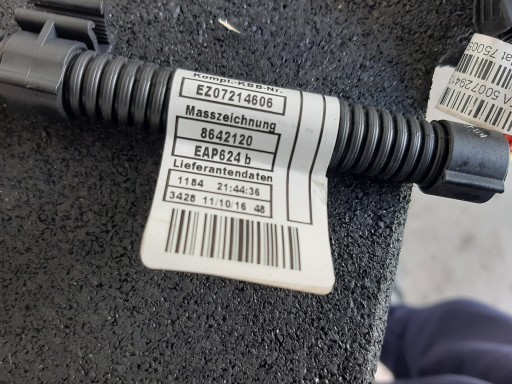 Kompl.-KBB-Nr.
EZ07214606
Masszeichnung
8642120
EAP624 b
Lieferantendaten
1184 21:44:36
3428 11/10/16 48